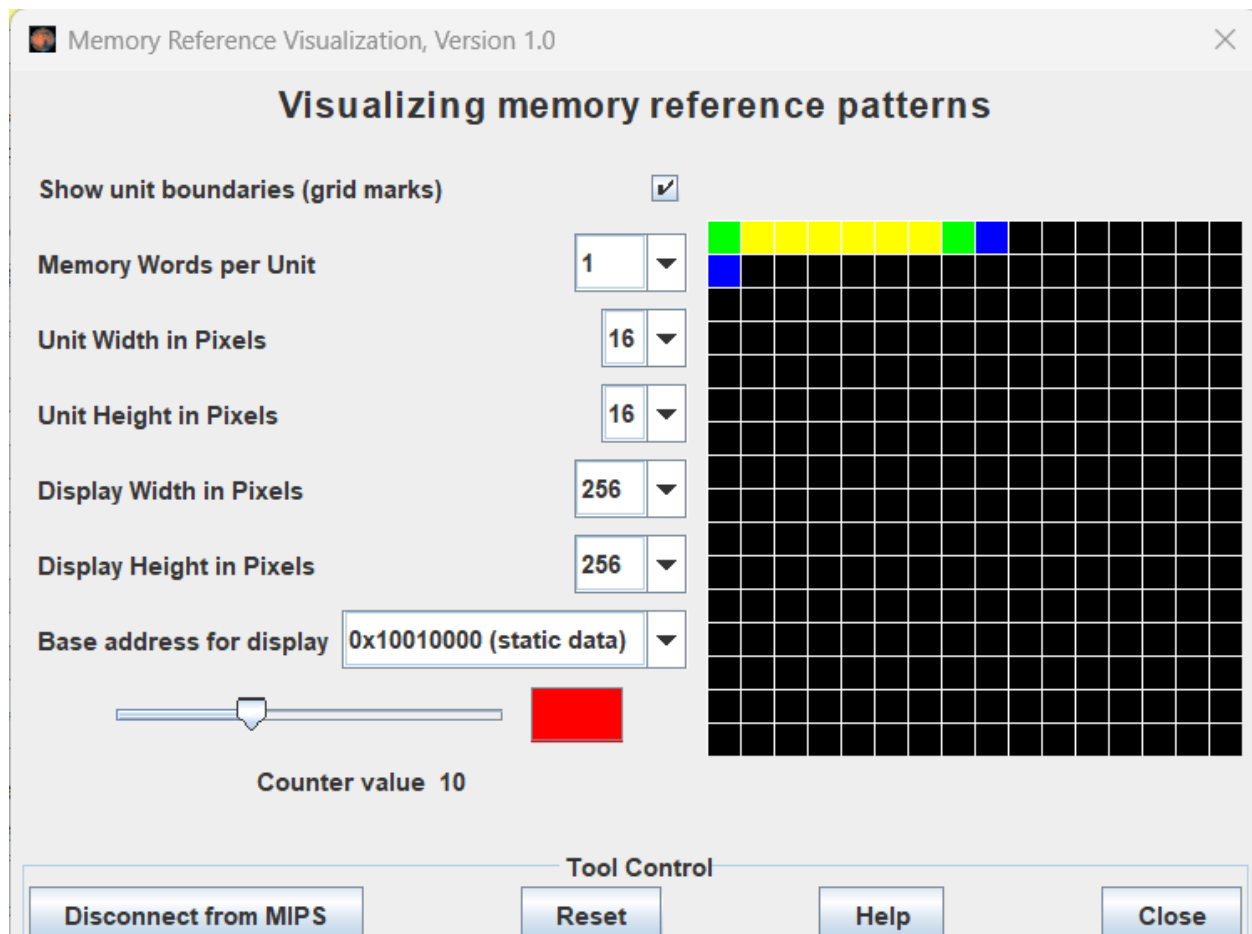 Memory Reference Visualization, Version 1.0
Visualizing memory reference patterns
Show unit boundaries (grid marks)
Memory Words per Unit 1
Unit Width in Pixels 16
Unit Height in Pixels 16
Display Width in Pixels 256
Display Height in Pixels 256
Base address for display 0x10010000 (static data)
Counter value 10
Tool Control
Disconnect from MIPS Reset Help Close